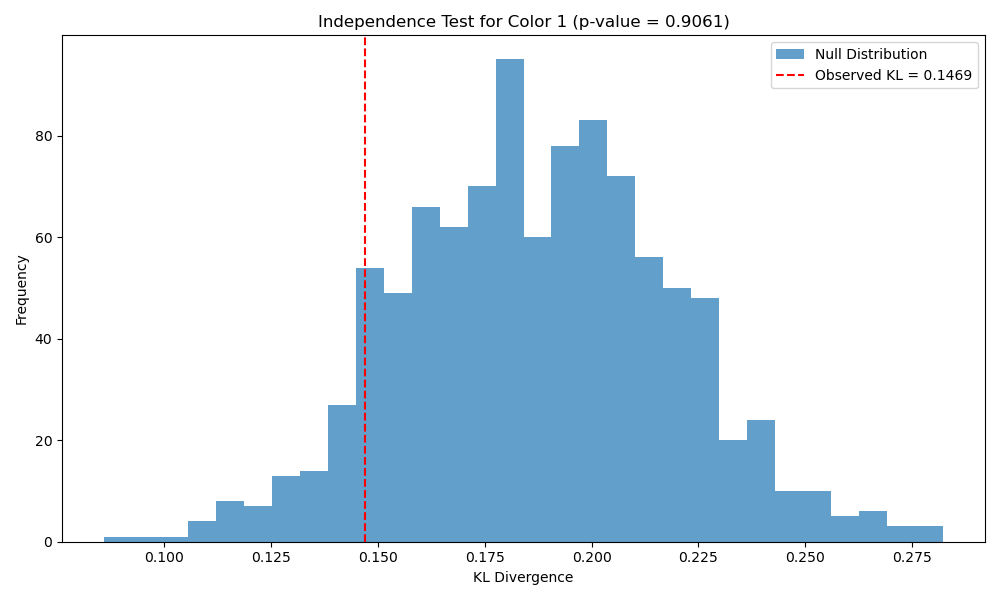 Independence Test for Color 1 (p-value = 0.9061)
Null Distribution
Observed KL = 0.1469
Frequency
80
60
40
20
0
0.100 0.125 0.150 0.175 0.200 0.225 0.250 0.275
KL Divergence